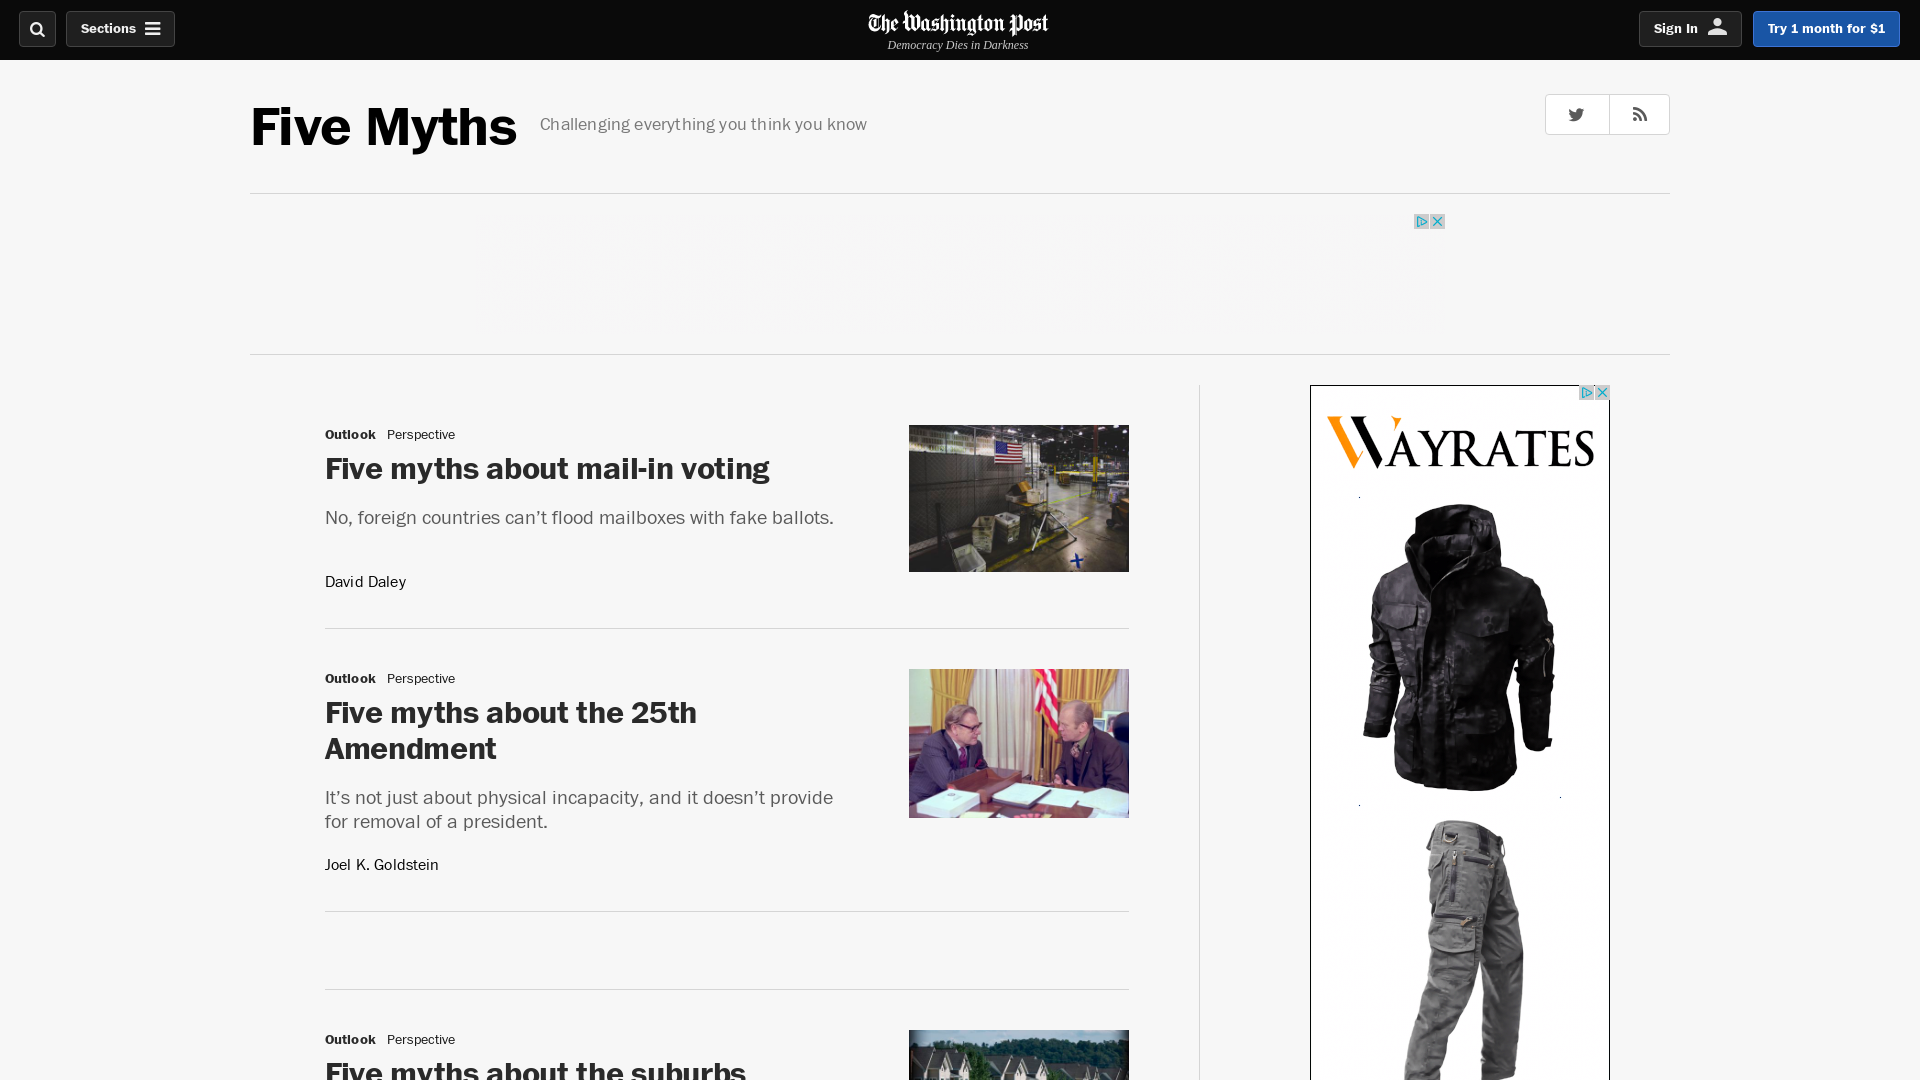 Sections
The Washington Post
Democracy Dies in Darkness
Sign In
Try 1 month for $1
Five Myths
Challenging everything you think you know
Outlook Perspective
Five myths about mail-in voting
No, foreign countries can’t flood mailboxes with fake ballots.
David Daley
Outlook Perspective
Five myths about the 25th
Amendment
It’s not just about physical incapacity, and it doesn’t provide
for removal of a president.
Joel K. Goldstein
Outlook Perspective
Five myths about the suburbs
WAYRATES